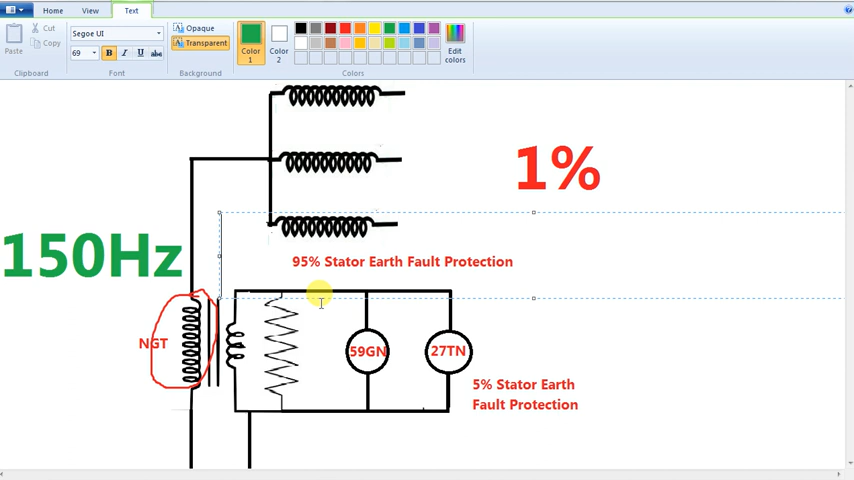 Home View Text
Cut
Copy
Paste
Clipboard
Segoe UI
69 B I U abc
Font
Opaque
Transparent
Background
Color 1
Color 2
Edit colors
Colors
1%
150Hz
95% Stator Earth Fault Protection
NGT
59GN
27TN
5% Stator Earth
Fault Protection